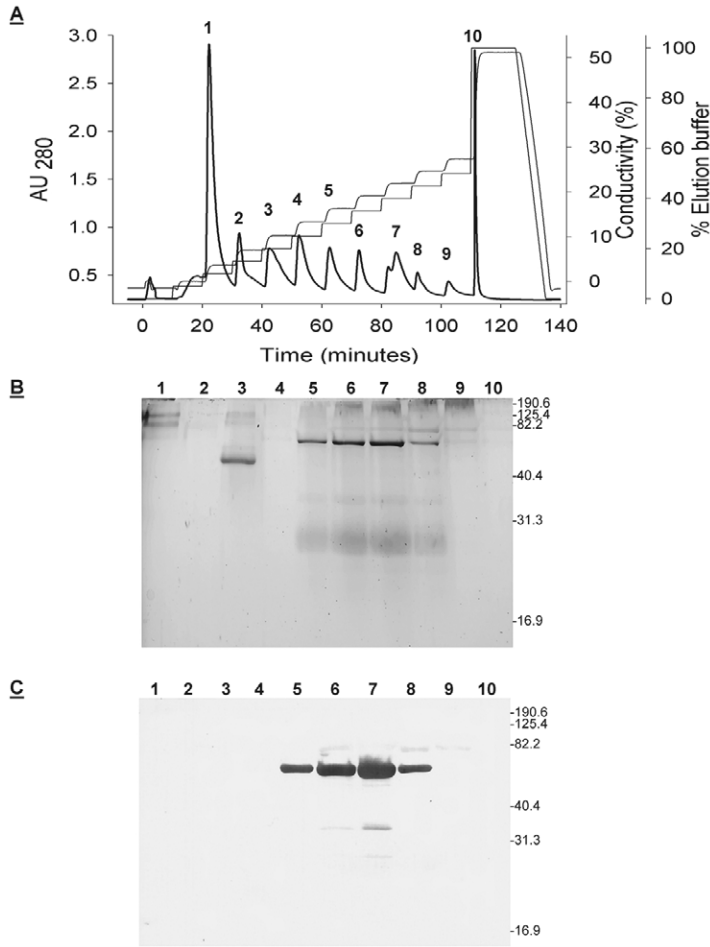 A
1 10
3.0 50 100
2.5 40 80
2.0 30 60
1.5 20 40
1.0 10 20
0.5 0 0
2 3 4 5 6 7 8 9
AU 280
Conductivity (%)
% Elution buffer
0 20 40 60 80 100 120 140
Time (minutes)
B
1 2 3 4 5 6 7 8 9 10
-190.6
-125.4
-82.2
-40.4
-31.3
-16.9
C
1 2 3 4 5 6 7 8 9 10
-190.6
-125.4
-82.2
-40.4
-31.3
-16.9